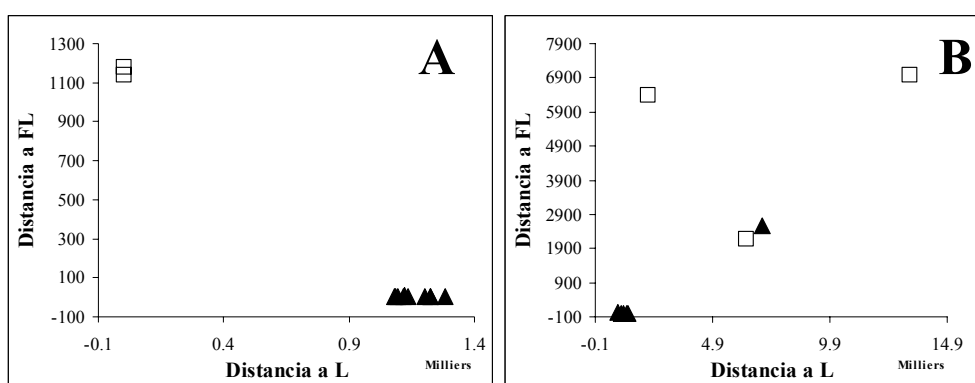 A
Distancia a FL
1300
1100
900
700
500
300
100
-100
-0.1 0.4 0.9 1.4
Distancia a L
Milliers
B
Distancia a FL
7900
6900
5900
4900
3900
2900
1900
900
-100
-0.1 4.9 9.9 14.9
Distancia a L
Milliers